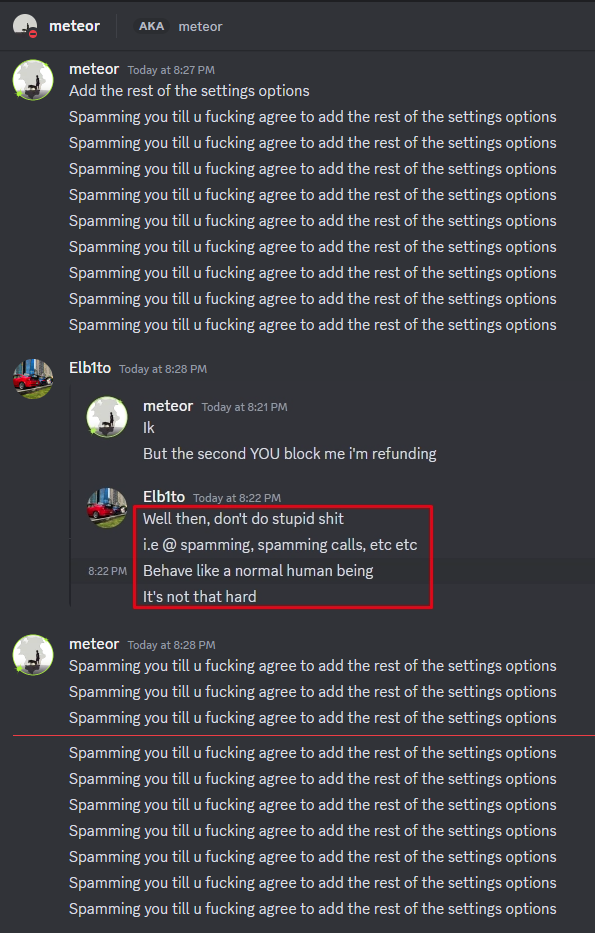 meteor AKA meteor
meteor Today at 8:27 PM
Add the rest of the settings options
Spamming you till u fucking agree to add the rest of the settings options
Spamming you till u fucking agree to add the rest of the settings options
Spamming you till u fucking agree to add the rest of the settings options
Spamming you till u fucking agree to add the rest of the settings options
Spamming you till u fucking agree to add the rest of the settings options
Spamming you till u fucking agree to add the rest of the settings options
Spamming you till u fucking agree to add the rest of the settings options
Spamming you till u fucking agree to add the rest of the settings options
Spamming you till u fucking agree to add the rest of the settings options
Elb1to Today at 8:28 PM
meteor Today at 8:21 PM
Ik
But the second YOU block me i'm refunding
Elb1to Today at 8:22 PM
Well then, don't do stupid shit
i.e @ spamming, spamming calls, etc etc
8:22 PM Behave like a normal human being
It's not that hard
meteor Today at 8:28 PM
Spamming you till u fucking agree to add the rest of the settings options
Spamming you till u fucking agree to add the rest of the settings options
Spamming you till u fucking agree to add the rest of the settings options
Spamming you till u fucking agree to add the rest of the settings options
Spamming you till u fucking agree to add the rest of the settings options
Spamming you till u fucking agree to add the rest of the settings options
Spamming you till u fucking agree to add the rest of the settings options
Spamming you till u fucking agree to add the rest of the settings options
Spamming you till u fucking agree to add the rest of the settings options
Spamming you till u fucking agree to add the rest of the settings options